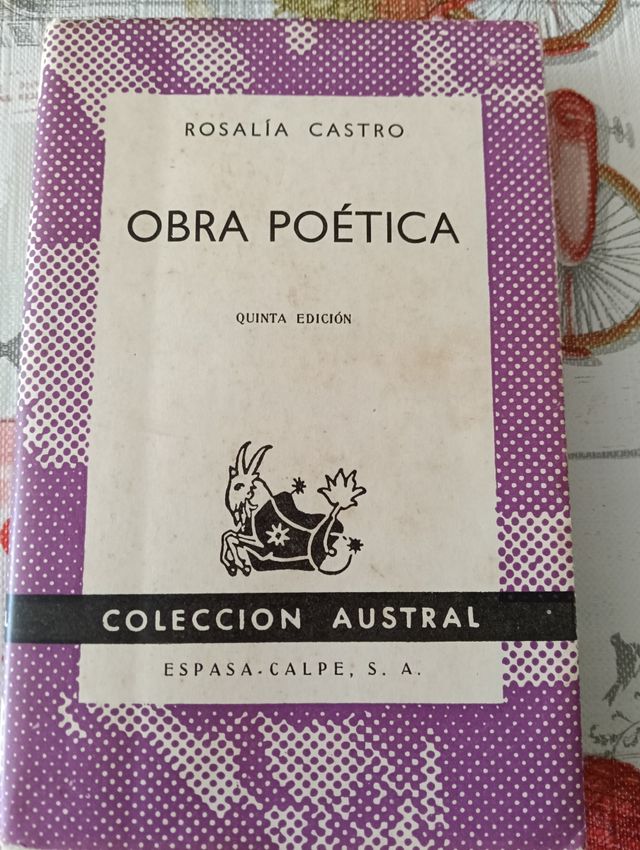 ROSALÍA CASTRO
OBRA POÉTICA
QUINTA EDICIÓN
COLECCION AUSTRAL
ESPASA-CALPE, S. A.